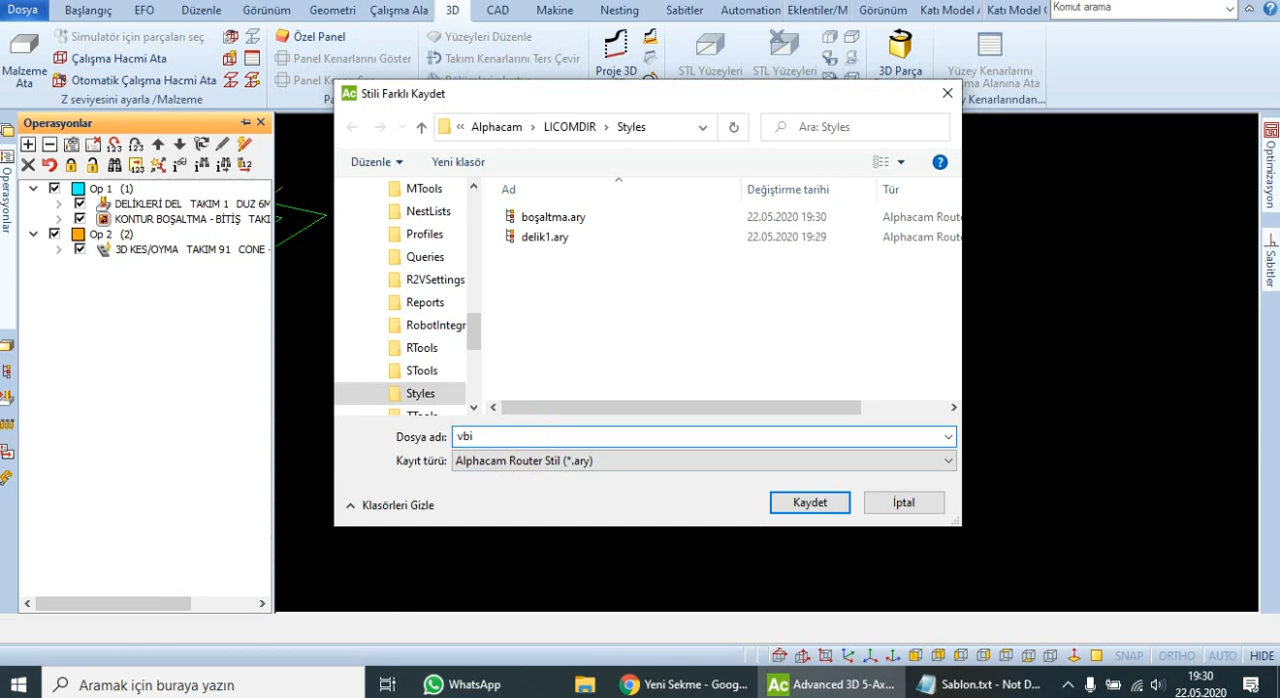 Dosya Başlangıç EFO Düzenle Görünüm Geometri Çalışma Ala 3D CAD Makine Nesting Sabitler Automation Eklentiler/M Görünüm Katı Model Katı Model Komut arama
Malzeme Ata
Simulatör için parçaları seç
Çalışma Hacmi Ata
Otomatik Çalışma Hacmi Ata
Z seviyesini ayarla /Malzeme
Özel Panel
Panel Kenarlarını Göster
Yüzeyleri Düzenle
Takım Kenarlarını Ters Çevir
Proje 3D
STL Yüzeyleri
STL Yüzeyleri
3D Parça
Yüzey Kenarlarını
ma Alanına Ata
y Kenarlarından...
Operasyonlar
Operasyonlar
Op 1 (1)
DELİKLERİ DEL TAKIM 1 DUZ 6M
KONTUR BOŞALTMA - BİTİŞ TAKI
Op 2 (2)
3D KES/OYMA TAKIM 91 CONE -
Stili Farklı Kaydet
« Alphacam › LICOMDIR › Styles
Ara: Styles
Düzenle Yeni klasör
MTools
NestLists
Profiles
Queries
R2VSettings
Reports
RobotIntegr
RTools
STools
Styles
TTools
Ad Değiştirme tarihi Tür
boşaltma.ary 22.05.2020 19:30 Alphacam Route
delik1.ary 22.05.2020 19:29 Alphacam Route
Dosya adı: vbi
Kayıt türü: Alphacam Router Stil (*.ary)
Klasörleri Gizle
Kaydet İptal
Optimizasyon
Sabitler
SNAP ORTHO AUTO HIDE
Aramak için buraya yazın
WhatsApp
Yeni Sekme - Goog...
Advanced 3D 5-Ax...
Sablon.txt - Not D...
19:30
22.05.2020